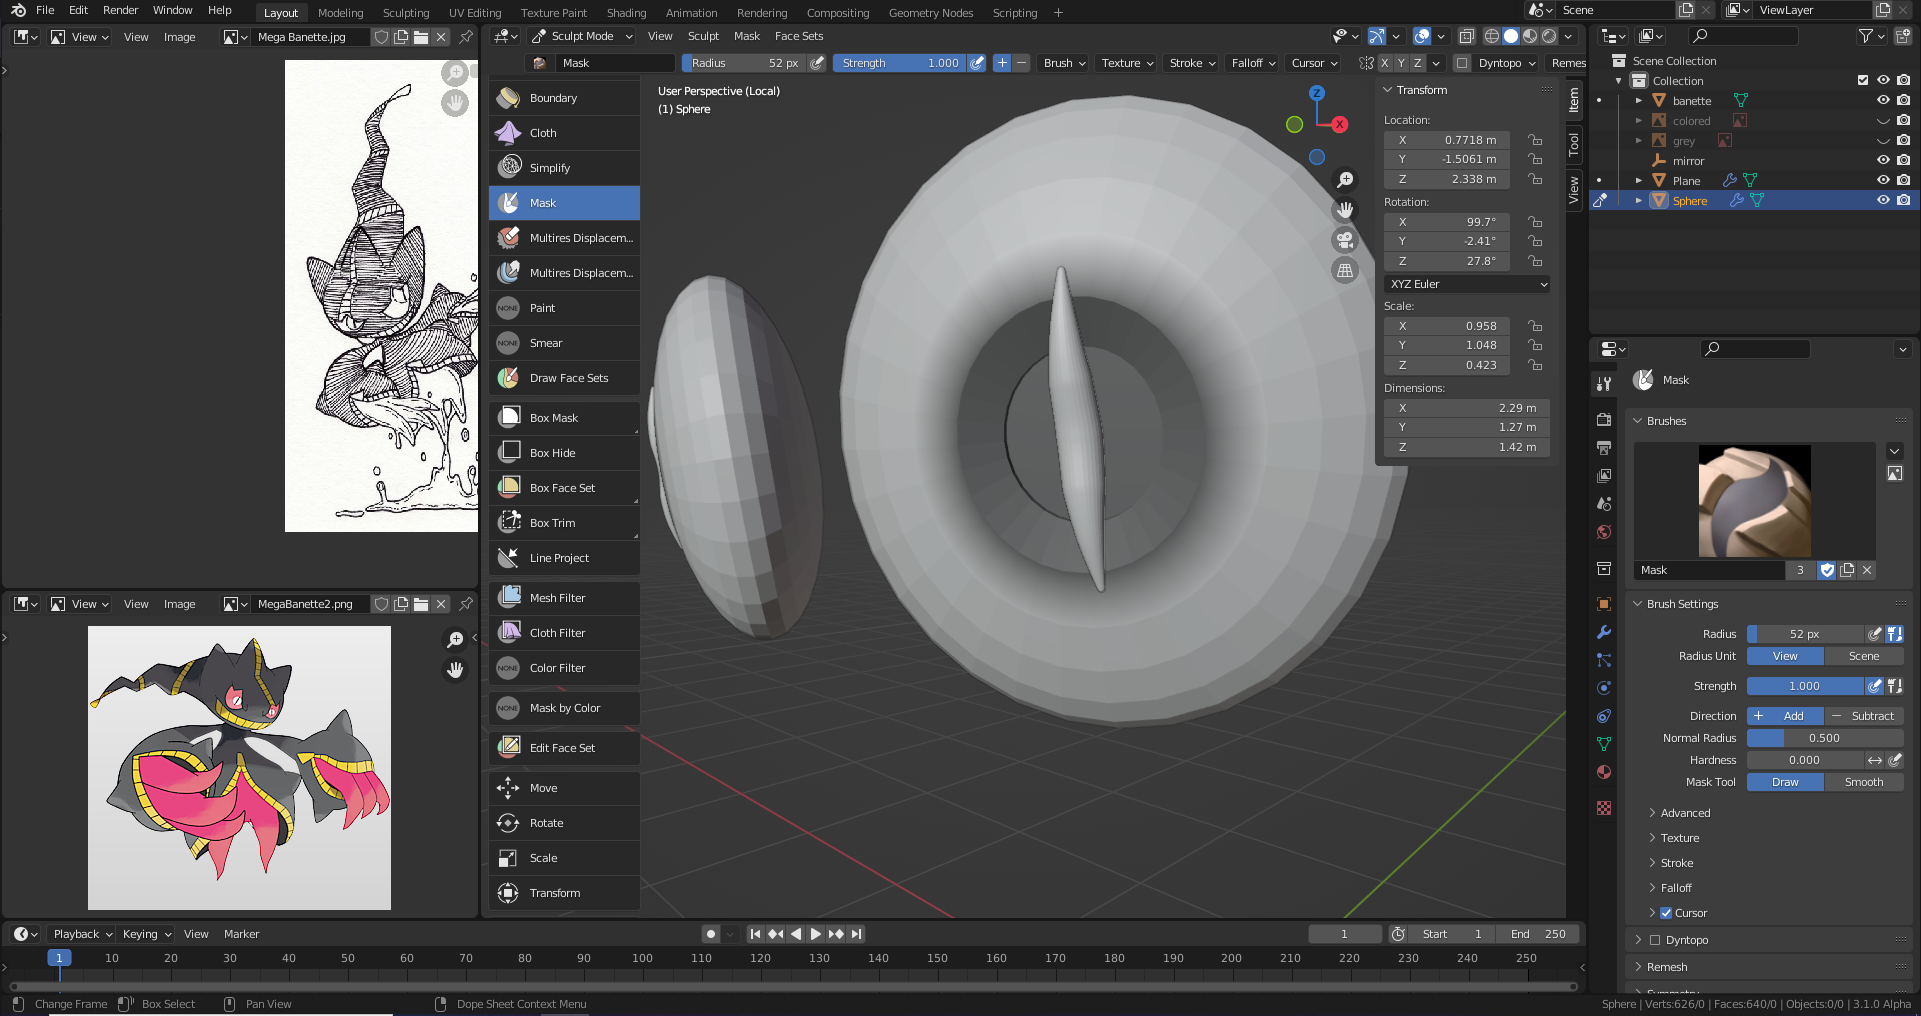 File Edit Render Window Help Layout Modeling Sculpting UV Editing Texture Paint Shading Animation Rendering Compositing Geometry Nodes Scripting + Scene ViewLayer
View View Image Mega Banette.jpg
Sculpt Mode View Sculpt Mask Face Sets
Mask Radius 52 px Strength 1.000 Brush Texture Stroke Falloff Cursor X Y Z Dyntopo Remes
Boundary
Cloth
Simplify
Mask
Multires Displacem...
Multires Displacem...
NONE Paint
NONE Smear
Draw Face Sets
Box Mask
Box Hide
Box Face Set
Box Trim
Line Project
Mesh Filter
Cloth Filter
NONE Color Filter
NONE Mask by Color
Edit Face Set
Move
Rotate
Scale
Transform
User Perspective (Local)
(1) Sphere
Z
X
Transform
Location:
X 0.7718 m
Y -1.5061 m
Z 2.338 m
Rotation:
X 99.7°
Y -2.41°
Z 27.8°
XYZ Euler
Scale:
X 0.958
Y 1.048
Z 0.423
Dimensions:
X 2.29 m
Y 1.27 m
Z 1.42 m
Item
Tool
View
Scene Collection
Collection
banette
colored
grey
mirror
Plane
Sphere
Mask
Brushes
Mask 3
Brush Settings
Radius 52 px
Radius Unit View Scene
Strength 1.000
Direction + Add − Subtract
Normal Radius 0.500
Hardness 0.000
Mask Tool Draw Smooth
Advanced
Texture
Stroke
Falloff
Cursor
Dyntopo
Remesh
Symmetry
View View Image MegaBanette2.png
Playback Keying View Marker 1 Start 1 End 250
1 10 20 30 40 50 60 70 80 90 100 110 120 130 140 150 160 170 180 190 200 210 220 230 240 250
Change Frame Box Select Pan View Dope Sheet Context Menu Sphere | Verts:626/0 | Faces:640/0 | Objects:0/0 | 3.1.0 Alpha